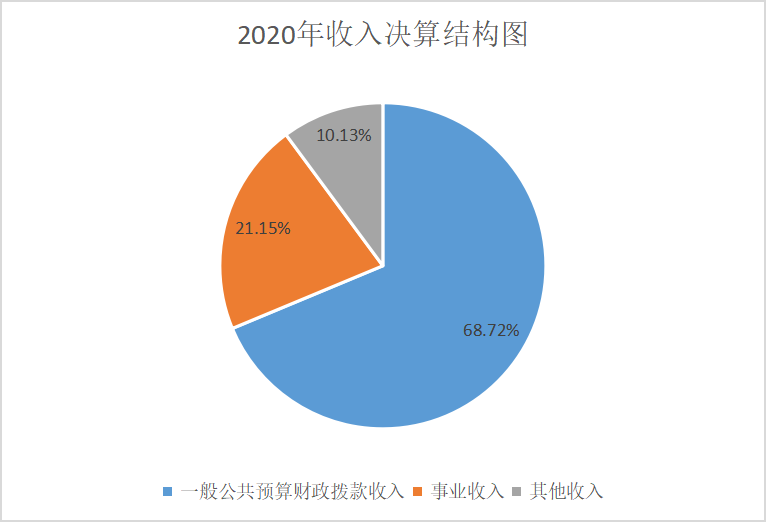 2020年收入决算结构图
10.13%
21.15%
68.72%
一般公共预算财政拨款收入 事业收入 其他收入